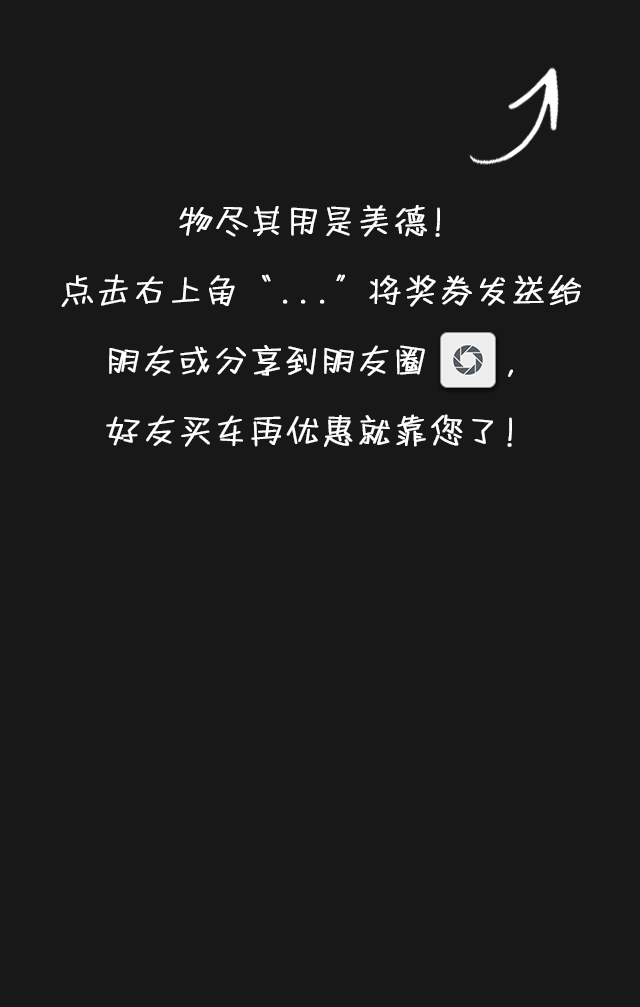 物尽其用是美德!
点击右上角“...”将奖券发送给
朋友或分享到朋友圈,
好友买车再优惠就靠您了!